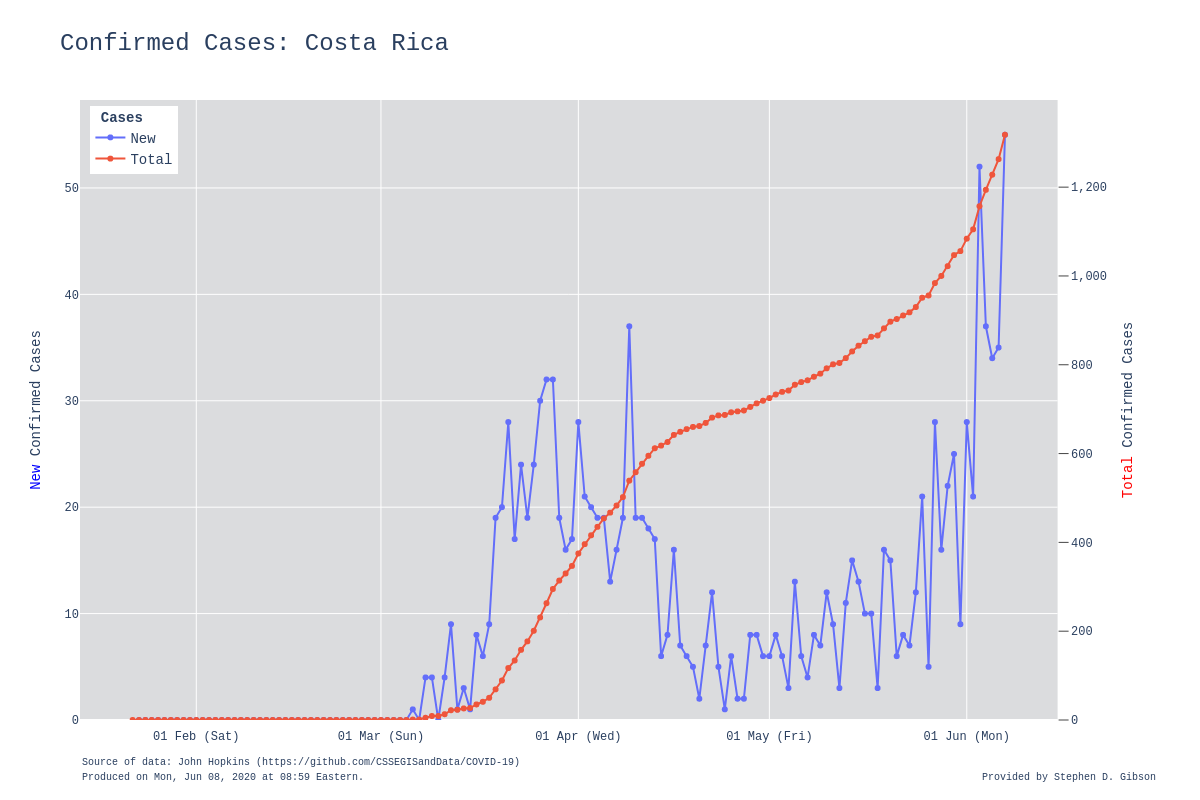 Confirmed Cases: Costa Rica
Cases
New
Total
50
40
30
20
10
0
1,200
1,000
800
600
400
200
0
New Confirmed Cases
Total Confirmed Cases
01 Feb (Sat)
01 Mar (Sun)
01 Apr (Wed)
01 May (Fri)
01 Jun (Mon)
Source of data: John Hopkins (https://github.com/CSSEGISandData/COVID-19)
Produced on Mon, Jun 08, 2020 at 08:59 Eastern.
Provided by Stephen D. Gibson